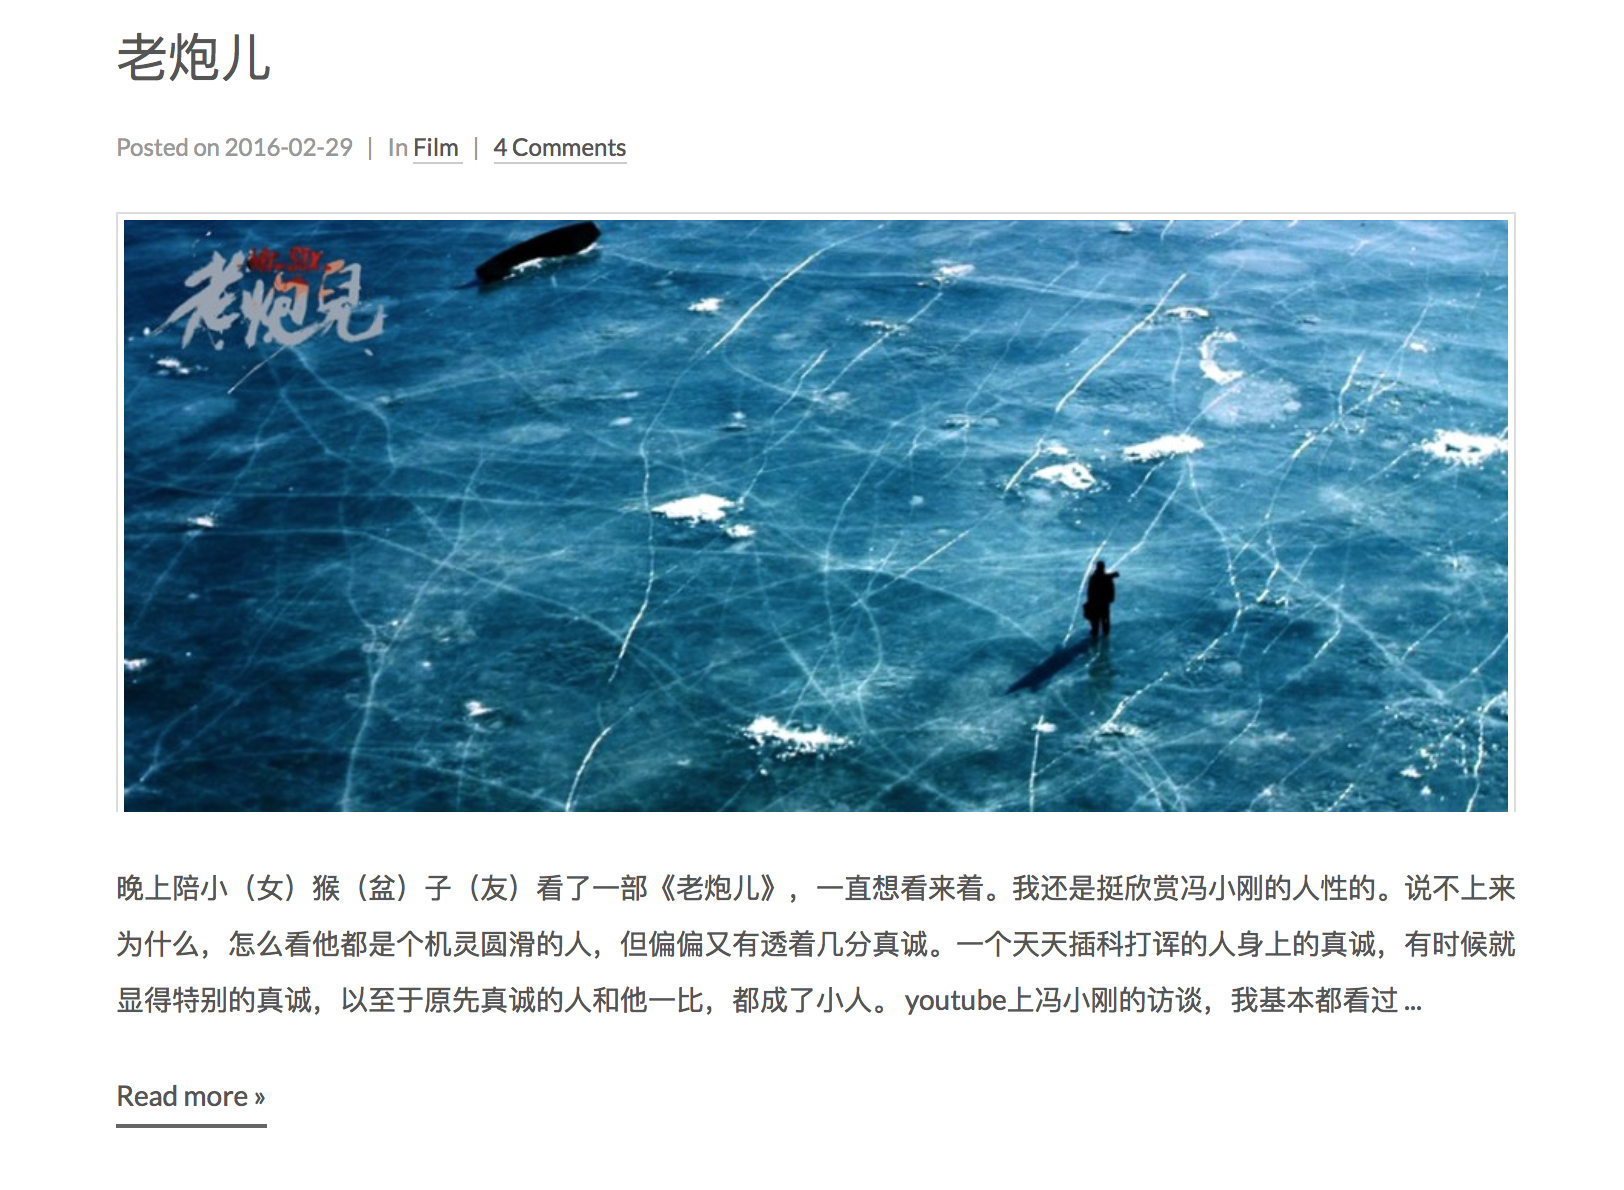 老炮儿
Posted on 2016-02-29 | In Film | 4 Comments
Mr. Six
老炮兒
晚上陪小（女）猴（盆）子（友）看了一部《老炮儿》，一直想看来着。我还是挺欣赏冯小刚的人性的。说不上来
为什么，怎么看他都是个机灵圆滑的人，但偏偏又有透着几分真诚。一个天天插科打诨的人身上的真诚，有时候就
显得特别的真诚，以至于原先真诚的人和他一比，都成了小人。 youtube上冯小刚的访谈，我基本都看过 ...
Read more »